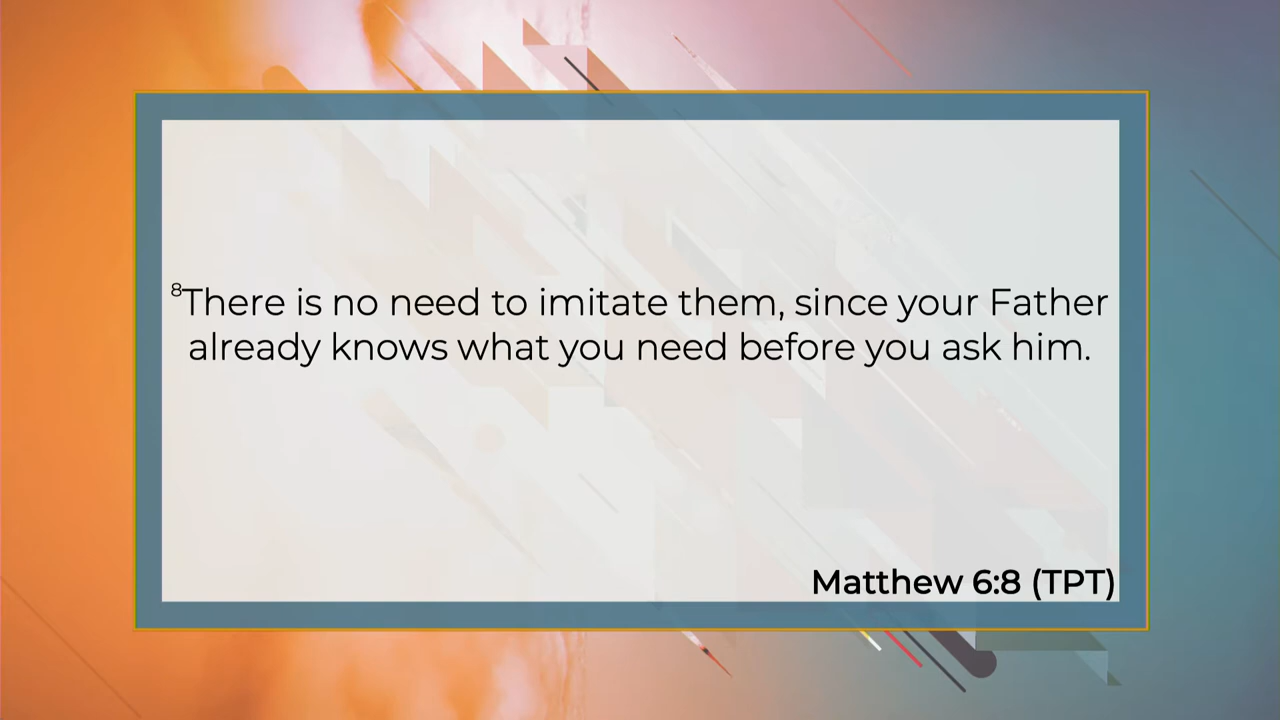 ⁸There is no need to imitate them, since your Father
already knows what you need before you ask him.
Matthew 6:8 (TPT)